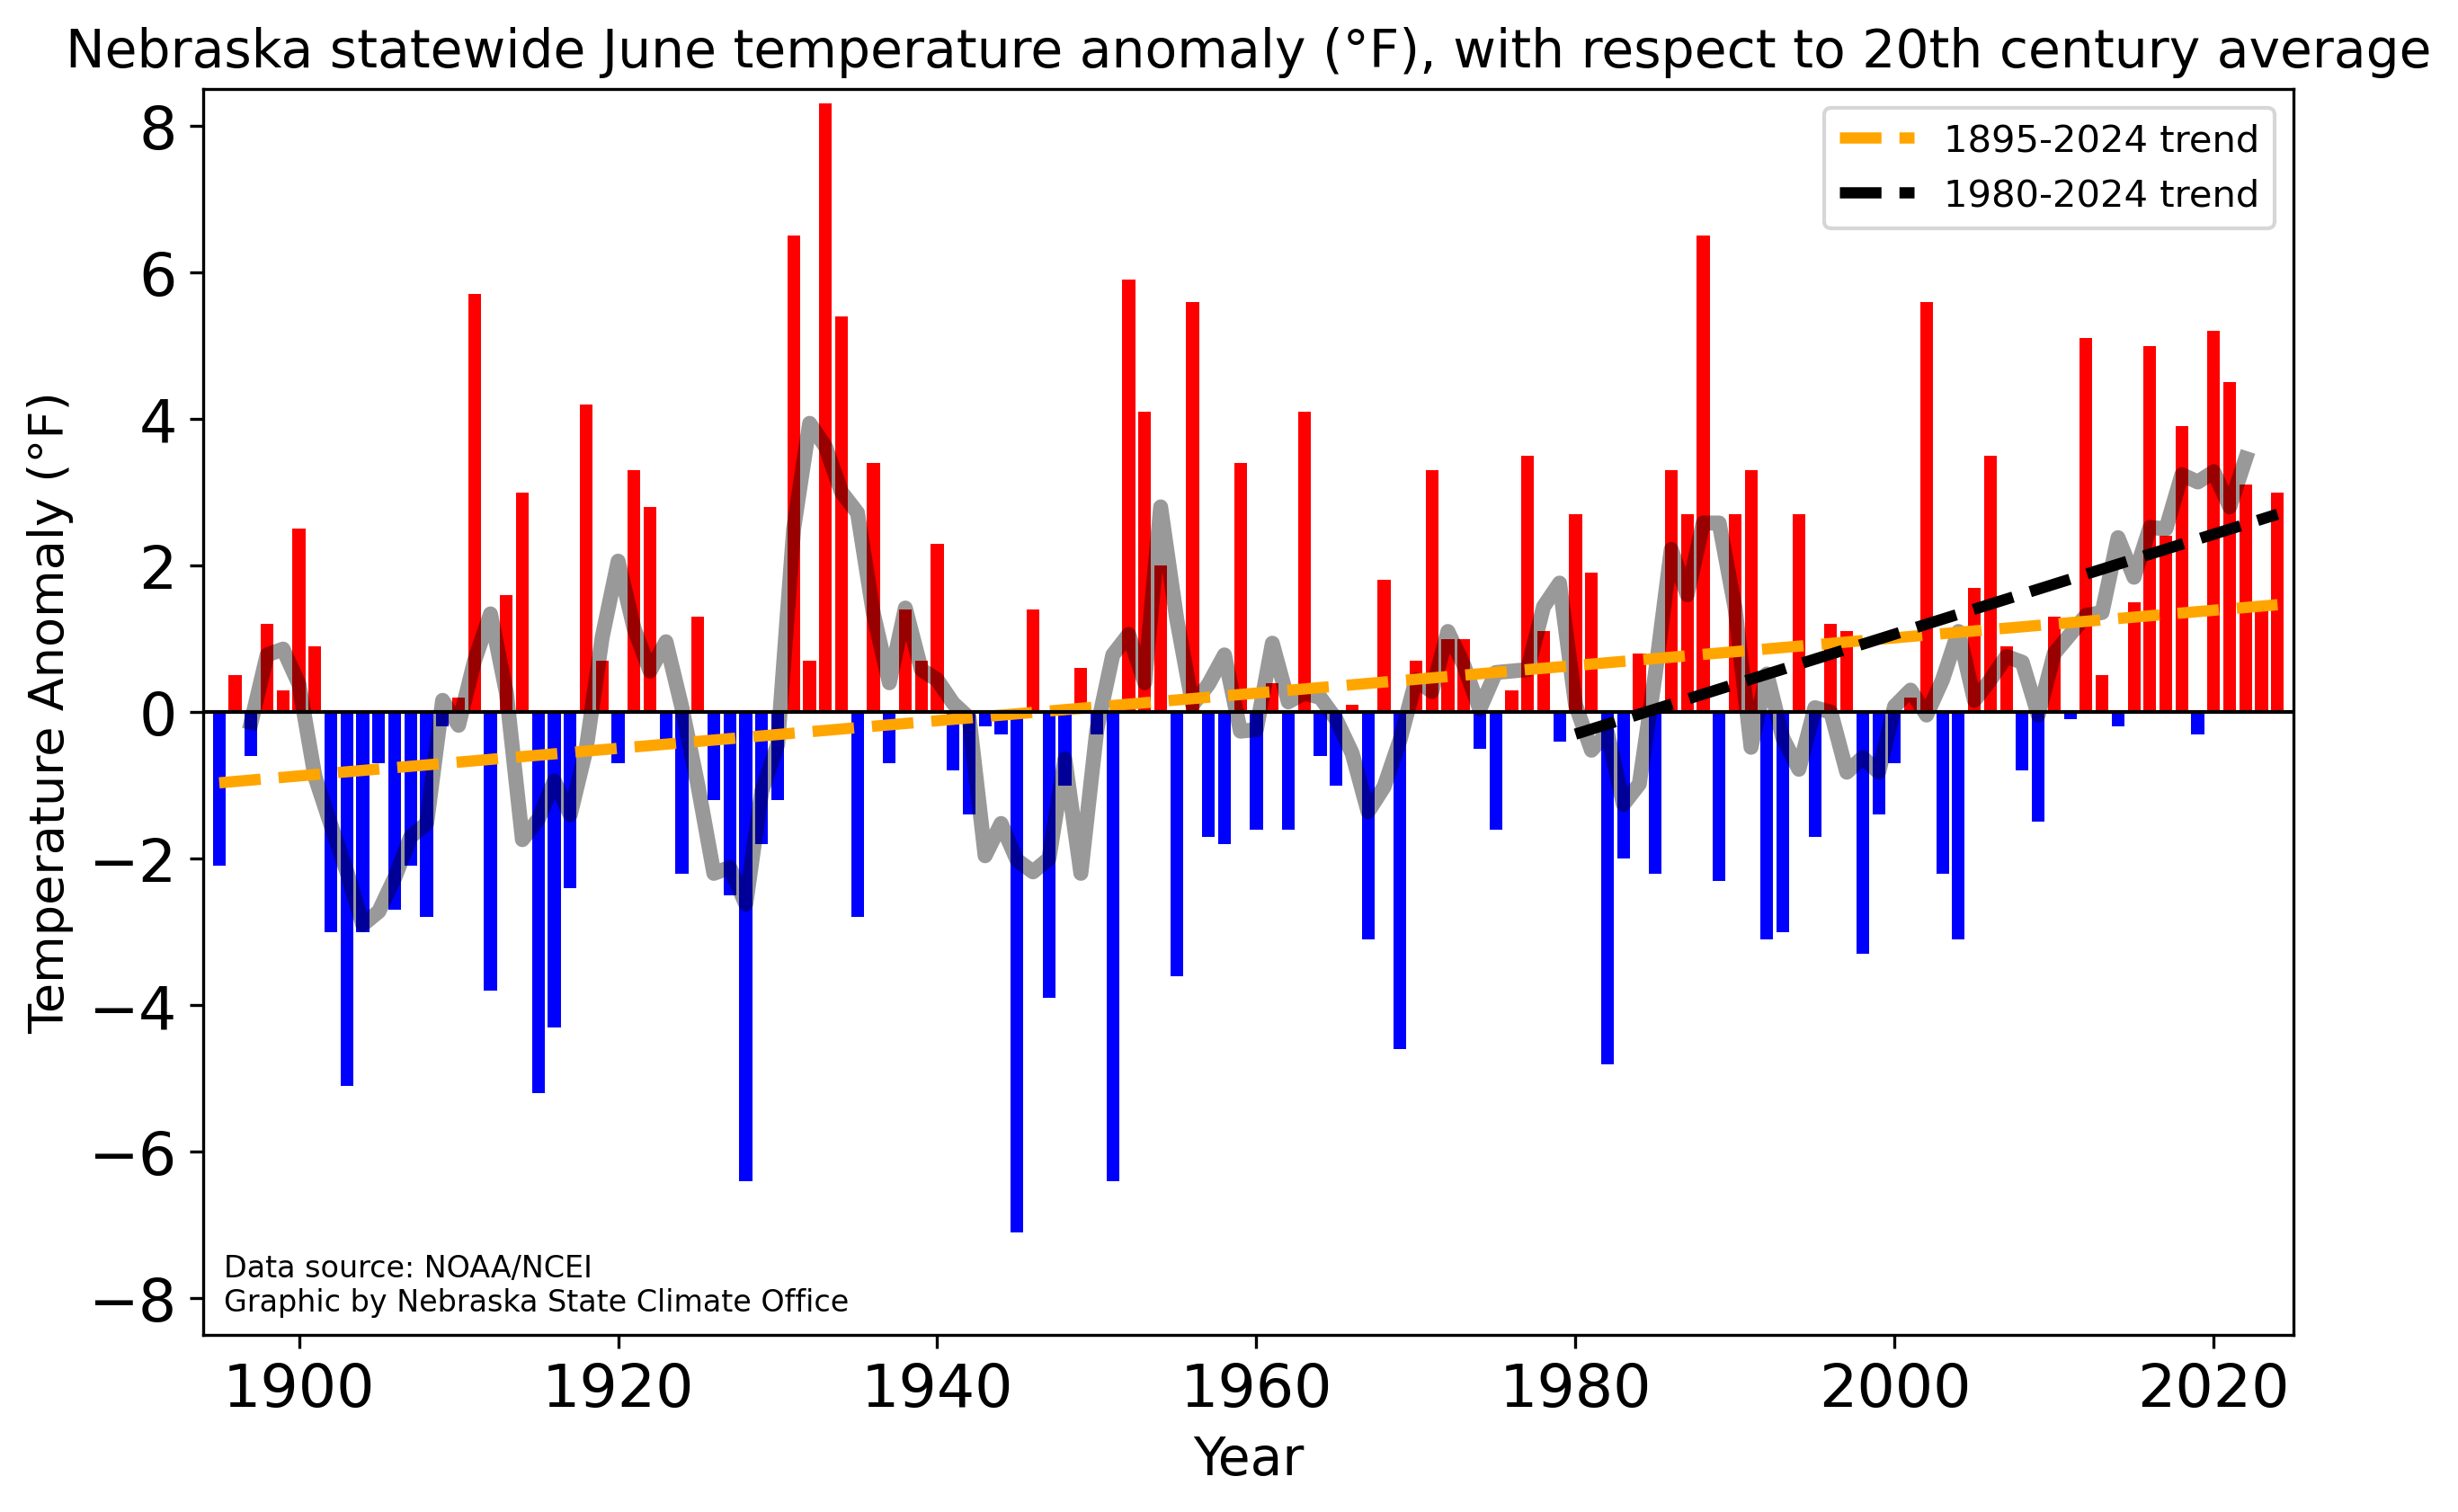 Nebraska statewide June temperature anomaly (°F), with respect to 20th century average
1895-2024 trend
1980-2024 trend
Temperature Anomaly (°F)
8
6
4
2
0
−2
−4
−6
−8
Data source: NOAA/NCEI
Graphic by Nebraska State Climate Office
1900 1920 1940 1960 1980 2000 2020
Year